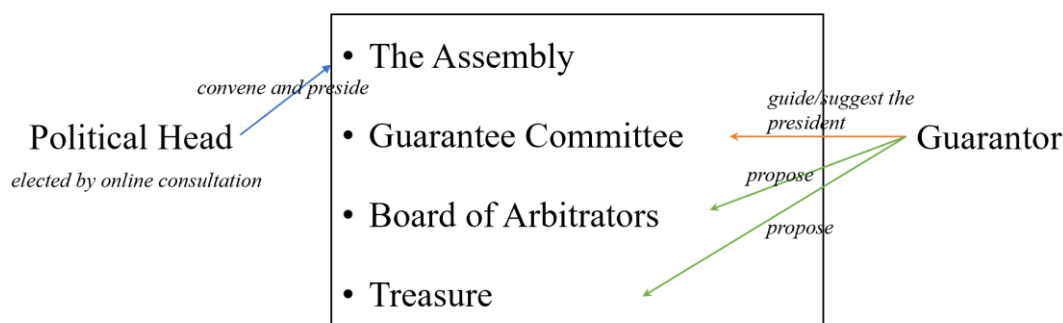 • The Assembly
convene and preside
guide/suggest the
president
Political Head
• Guarantee Committee
Guarantor
elected by online consultation
propose
• Board of Arbitrators
propose
• Treasure